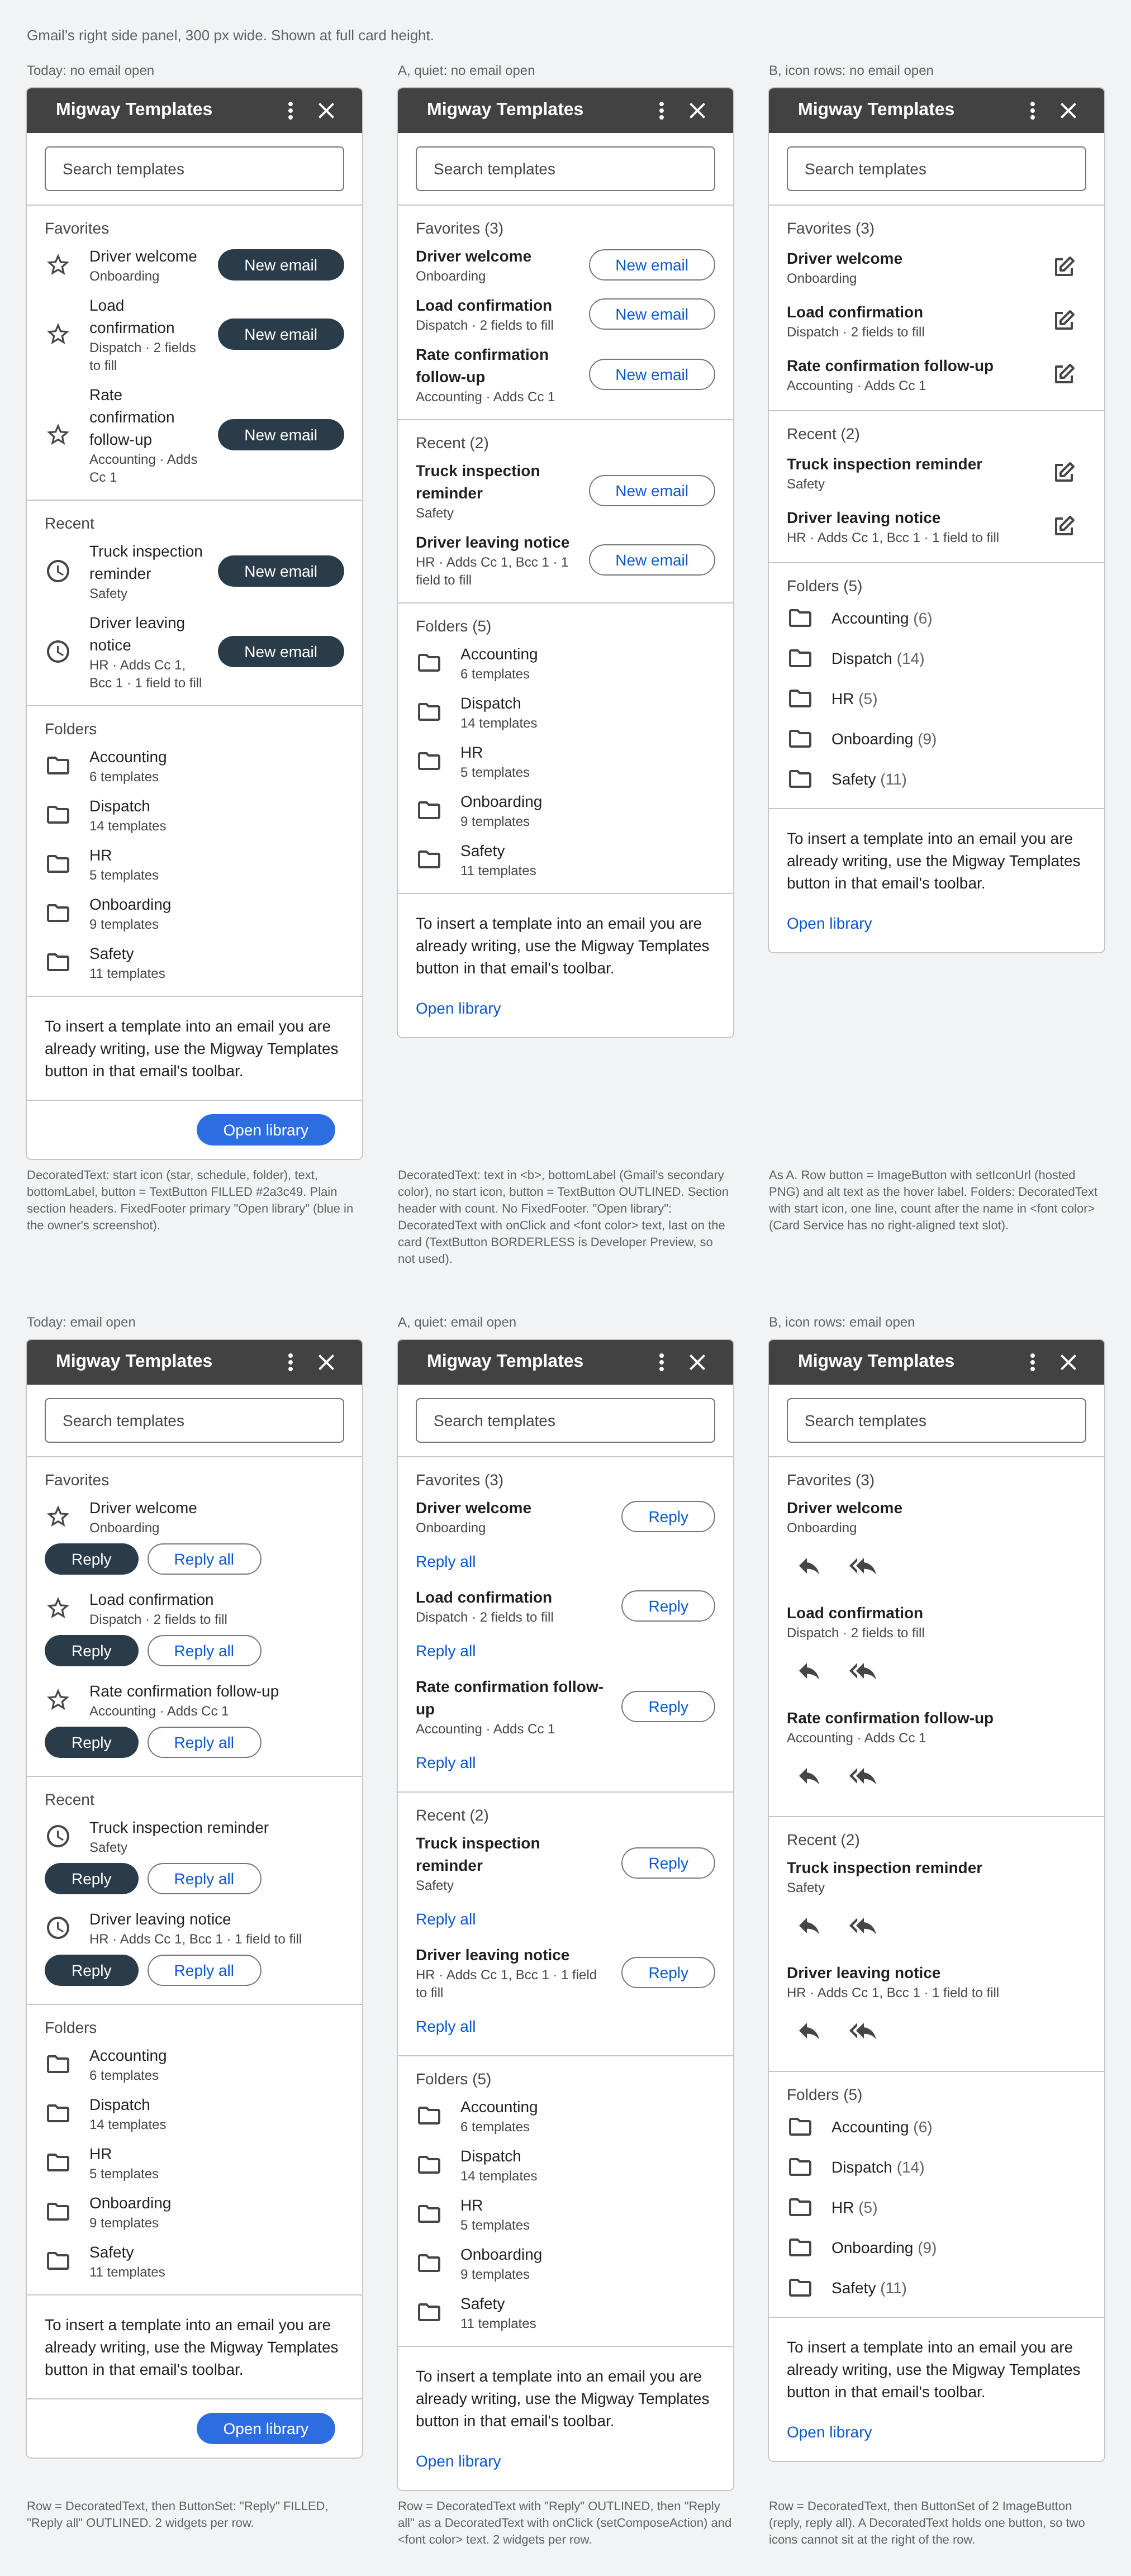 Gmail's right side panel, 300 px wide. Shown at full card height.
Today: no email open
Migway Templates
Search templates
Favorites
Driver welcome
Onboarding
New email
Load
confirmation
Dispatch · 2 fields
to fill
New email
Rate
confirmation
follow-up
Accounting · Adds
Cc 1
New email
Recent
Truck inspection
reminder
Safety
New email
Driver leaving
notice
HR · Adds Cc 1,
Bcc 1 · 1 field to fill
New email
Folders
Accounting
6 templates
Dispatch
14 templates
HR
5 templates
Onboarding
9 templates
Safety
11 templates
To insert a template into an email you are
already writing, use the Migway Templates
button in that email's toolbar.
Open library
DecoratedText: start icon (star, schedule, folder), text,
bottomLabel, button = TextButton FILLED #2a3c49. Plain
section headers. FixedFooter primary "Open library" (blue in
the owner's screenshot).
A, quiet: no email open
Migway Templates
Search templates
Favorites (3)
Driver welcome
Onboarding
New email
Load confirmation
Dispatch · 2 fields to fill
New email
Rate confirmation
follow-up
Accounting · Adds Cc 1
New email
Recent (2)
Truck inspection
reminder
Safety
New email
Driver leaving notice
HR · Adds Cc 1, Bcc 1 · 1
field to fill
New email
Folders (5)
Accounting
6 templates
Dispatch
14 templates
HR
5 templates
Onboarding
9 templates
Safety
11 templates
To insert a template into an email you are
already writing, use the Migway Templates
button in that email's toolbar.
Open library
DecoratedText: text in <b>, bottomLabel (Gmail's secondary
color), no start icon, button = TextButton OUTLINED. Section
header with count. No FixedFooter. "Open library":
DecoratedText with onClick and <font color> text, last on the
card (TextButton BORDERLESS is Developer Preview, so
not used).
B, icon rows: no email open
Migway Templates
Search templates
Favorites (3)
Driver welcome
Onboarding
Load confirmation
Dispatch · 2 fields to fill
Rate confirmation follow-up
Accounting · Adds Cc 1
Recent (2)
Truck inspection reminder
Safety
Driver leaving notice
HR · Adds Cc 1, Bcc 1 · 1 field to fill
Folders (5)
Accounting (6)
Dispatch (14)
HR (5)
Onboarding (9)
Safety (11)
To insert a template into an email you are
already writing, use the Migway Templates
button in that email's toolbar.
Open library
As A. Row button = ImageButton with setIconUrl (hosted
PNG) and alt text as the hover label. Folders: DecoratedText
with start icon, one line, count after the name in <font color>
(Card Service has no right-aligned text slot).
Today: email open
Migway Templates
Search templates
Favorites
Driver welcome
Onboarding
Reply
Reply all
Load confirmation
Dispatch · 2 fields to fill
Reply
Reply all
Rate confirmation follow-up
Accounting · Adds Cc 1
Reply
Reply all
Recent
Truck inspection reminder
Safety
Reply
Reply all
Driver leaving notice
HR · Adds Cc 1, Bcc 1 · 1 field to fill
Reply
Reply all
Folders
Accounting
6 templates
Dispatch
14 templates
HR
5 templates
Onboarding
9 templates
Safety
11 templates
To insert a template into an email you are
already writing, use the Migway Templates
button in that email's toolbar.
Open library
Row = DecoratedText, then ButtonSet: "Reply" FILLED,
"Reply all" OUTLINED. 2 widgets per row.
A, quiet: email open
Migway Templates
Search templates
Favorites (3)
Driver welcome
Onboarding
Reply
Reply all
Load confirmation
Dispatch · 2 fields to fill
Reply
Reply all
Rate confirmation follow-
up
Accounting · Adds Cc 1
Reply
Reply all
Recent (2)
Truck inspection
reminder
Safety
Reply
Reply all
Driver leaving notice
HR · Adds Cc 1, Bcc 1 · 1 field
to fill
Reply
Reply all
Folders (5)
Accounting
6 templates
Dispatch
14 templates
HR
5 templates
Onboarding
9 templates
Safety
11 templates
To insert a template into an email you are
already writing, use the Migway Templates
button in that email's toolbar.
Open library
Row = DecoratedText with "Reply" OUTLINED, then "Reply
all" as a DecoratedText with onClick (setComposeAction) and
<font color> text. 2 widgets per row.
B, icon rows: email open
Migway Templates
Search templates
Favorites (3)
Driver welcome
Onboarding
Load confirmation
Dispatch · 2 fields to fill
Rate confirmation follow-up
Accounting · Adds Cc 1
Recent (2)
Truck inspection reminder
Safety
Driver leaving notice
HR · Adds Cc 1, Bcc 1 · 1 field to fill
Folders (5)
Accounting (6)
Dispatch (14)
HR (5)
Onboarding (9)
Safety (11)
To insert a template into an email you are
already writing, use the Migway Templates
button in that email's toolbar.
Open library
Row = DecoratedText, then ButtonSet of 2 ImageButton
(reply, reply all). A DecoratedText holds one button, so two
icons cannot sit at the right of the row.